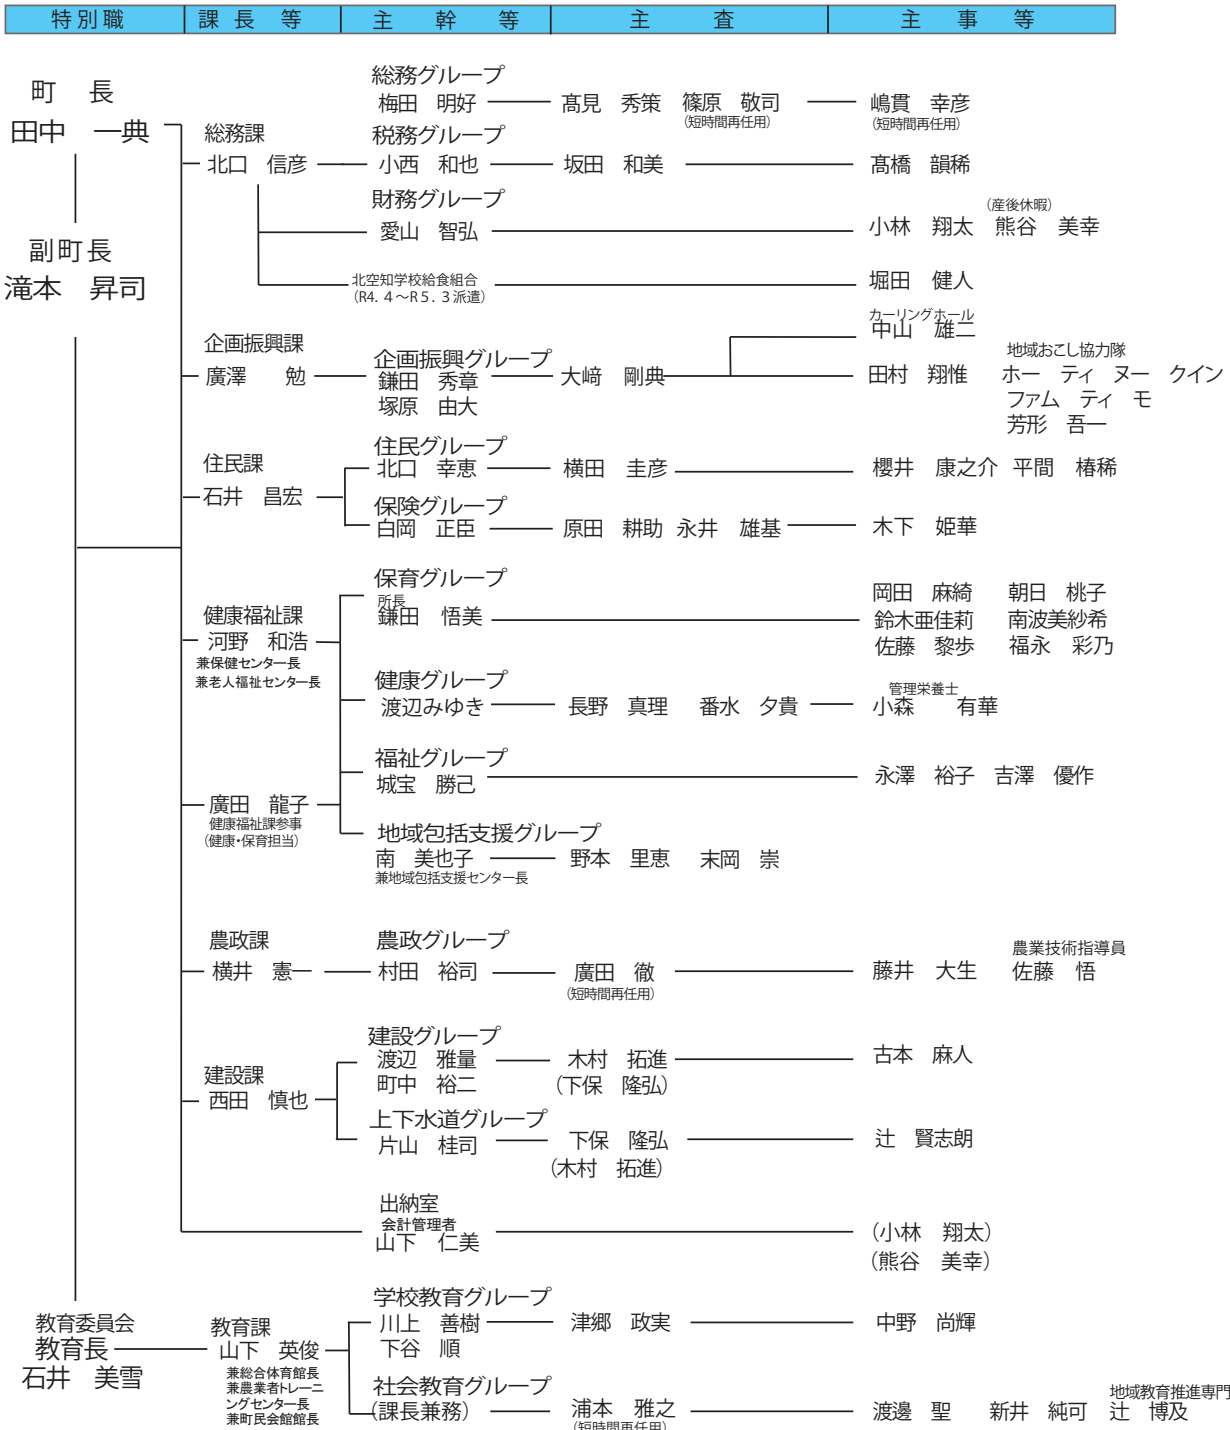 特別職 課長等 主幹等 主査 主事等
町　長
田中　一典
副町長
滝本　昇司
教育委員会
教育長
石井　美雪
総務課
北口　信彦
総務グループ
梅田　明好 髙見　秀策 篠原　敬司 嶋貫　幸彦
(短時間再任用) (短時間再任用)
税務グループ
小西　和也 坂田　和美 髙橋　韻稀
財務グループ
(産後休暇)
愛山　智弘 小林　翔太 熊谷　美幸
北空知学校給食組合
(R4.４～R５.３派遣)
堀田　健人
企画振興課
廣澤　勉
企画振興グループ
鎌田　秀章 大﨑　剛典
塚原　由大
カーリングホール
中山　雄二
地域おこし協力隊
田村　翔惟 ホー　ティ　ヌー　クイン
ファム　ティ　モ
芳形　吾一
住民課
石井　昌宏
住民グループ
北口　幸恵 横田　圭彦 櫻井　康之介 平間　椿稀
保険グループ
白岡　正臣 原田　耕助 永井　雄基 木下　姫華
健康福祉課
河野　和浩
兼保健センター長
兼老人福祉センター長
保育グループ
所長
鎌田　悟美
岡田　麻綺 朝日　桃子
鈴木亜佳莉 南波美紗希
佐藤　黎歩 福永　彩乃
健康グループ
管理栄養士
渡辺みゆき 長野　真理 番水　夕貴 小森　有華
福祉グループ
城宝　勝己 永澤　裕子 吉澤　優作
廣田　龍子
健康福祉課参事
(健康・保育担当)
地域包括支援グループ
南　美也子 野本　里恵 末岡　崇
兼地域包括支援センター長
農政課
横井　憲一
農政グループ
農業技術指導員
村田　裕司 廣田　徹 藤井　大生 佐藤　悟
(短時間再任用)
建設課
西田　慎也
建設グループ
渡辺　雅量 木村　拓進 古本　麻人
町中　裕二 (下保　隆弘)
上下水道グループ
片山　桂司 下保　隆弘 辻　賢志朗
(木村　拓進)
出納室
会計管理者
山下　仁美 (小林　翔太)
(熊谷　美幸)
教育課
山下　英俊
兼総合体育館長
兼農業者トレーニ
ングセンター長
兼町民会館館長
学校教育グループ
川上　善樹 津郷　政実 中野　尚輝
下谷　順
社会教育グループ
地域教育推進専門
(課長兼務) 浦本　雅之 渡邊　聖 新井　純可 辻　博及
(短時間再任用)